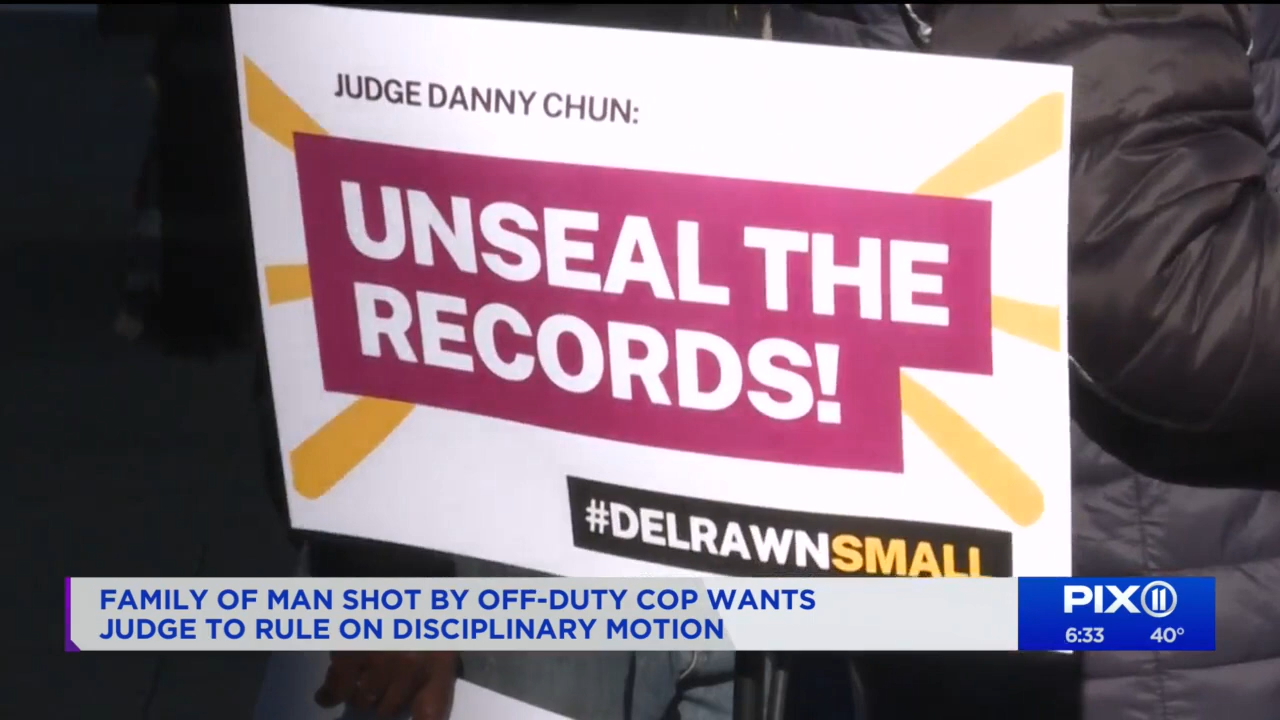 JUDGE DANNY CHUN:
UNSEAL THE
RECORDS!
#DELRAWNSMALL
FAMILY OF MAN SHOT BY OFF-DUTY COP WANTS
JUDGE TO RULE ON DISCIPLINARY MOTION
PIX11
6:33 40°